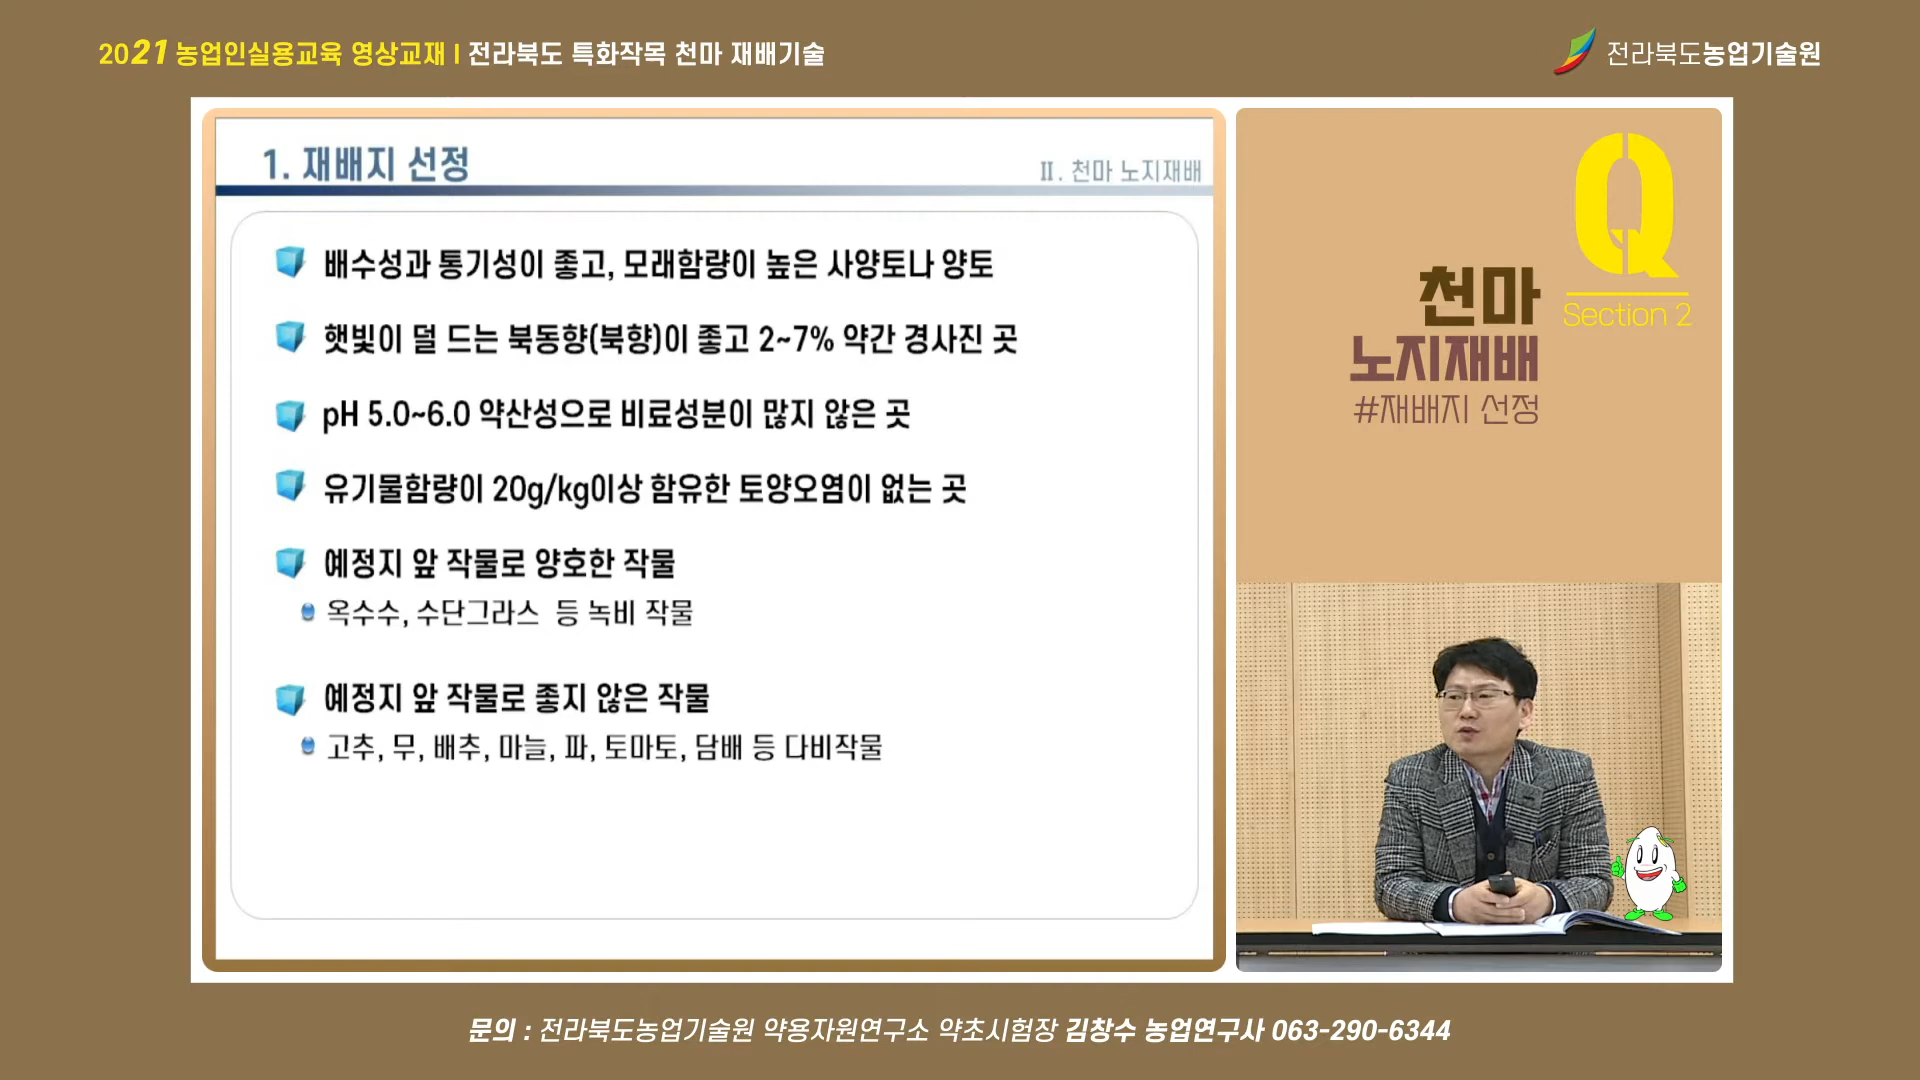 2021 농업인실용교육 영상교재 | 전라북도 특화작목 천마 재배기술
전라북도농업기술원
1. 재배지 선정
Ⅱ. 천마 노지재배
배수성과 통기성이 좋고, 모래함량이 높은 사양토나 양토
햇빛이 덜 드는 북동향(북향)이 좋고 2~7% 약간 경사진 곳
pH 5.0~6.0 약산성으로 비료성분이 많지 않은 곳
유기물함량이 20g/kg이상 함유한 토양오염이 없는 곳
예정지 앞 작물로 양호한 작물
옥수수, 수단그라스 등 녹비 작물
예정지 앞 작물로 좋지 않은 작물
고추, 무, 배추, 마늘, 파, 토마토, 담배 등 다비작물
Q
Section 2
천마
노지재배
#재배지 선정
문의 : 전라북도농업기술원 약용자원연구소 약초시험장 김창수 농업연구사 063-290-6344